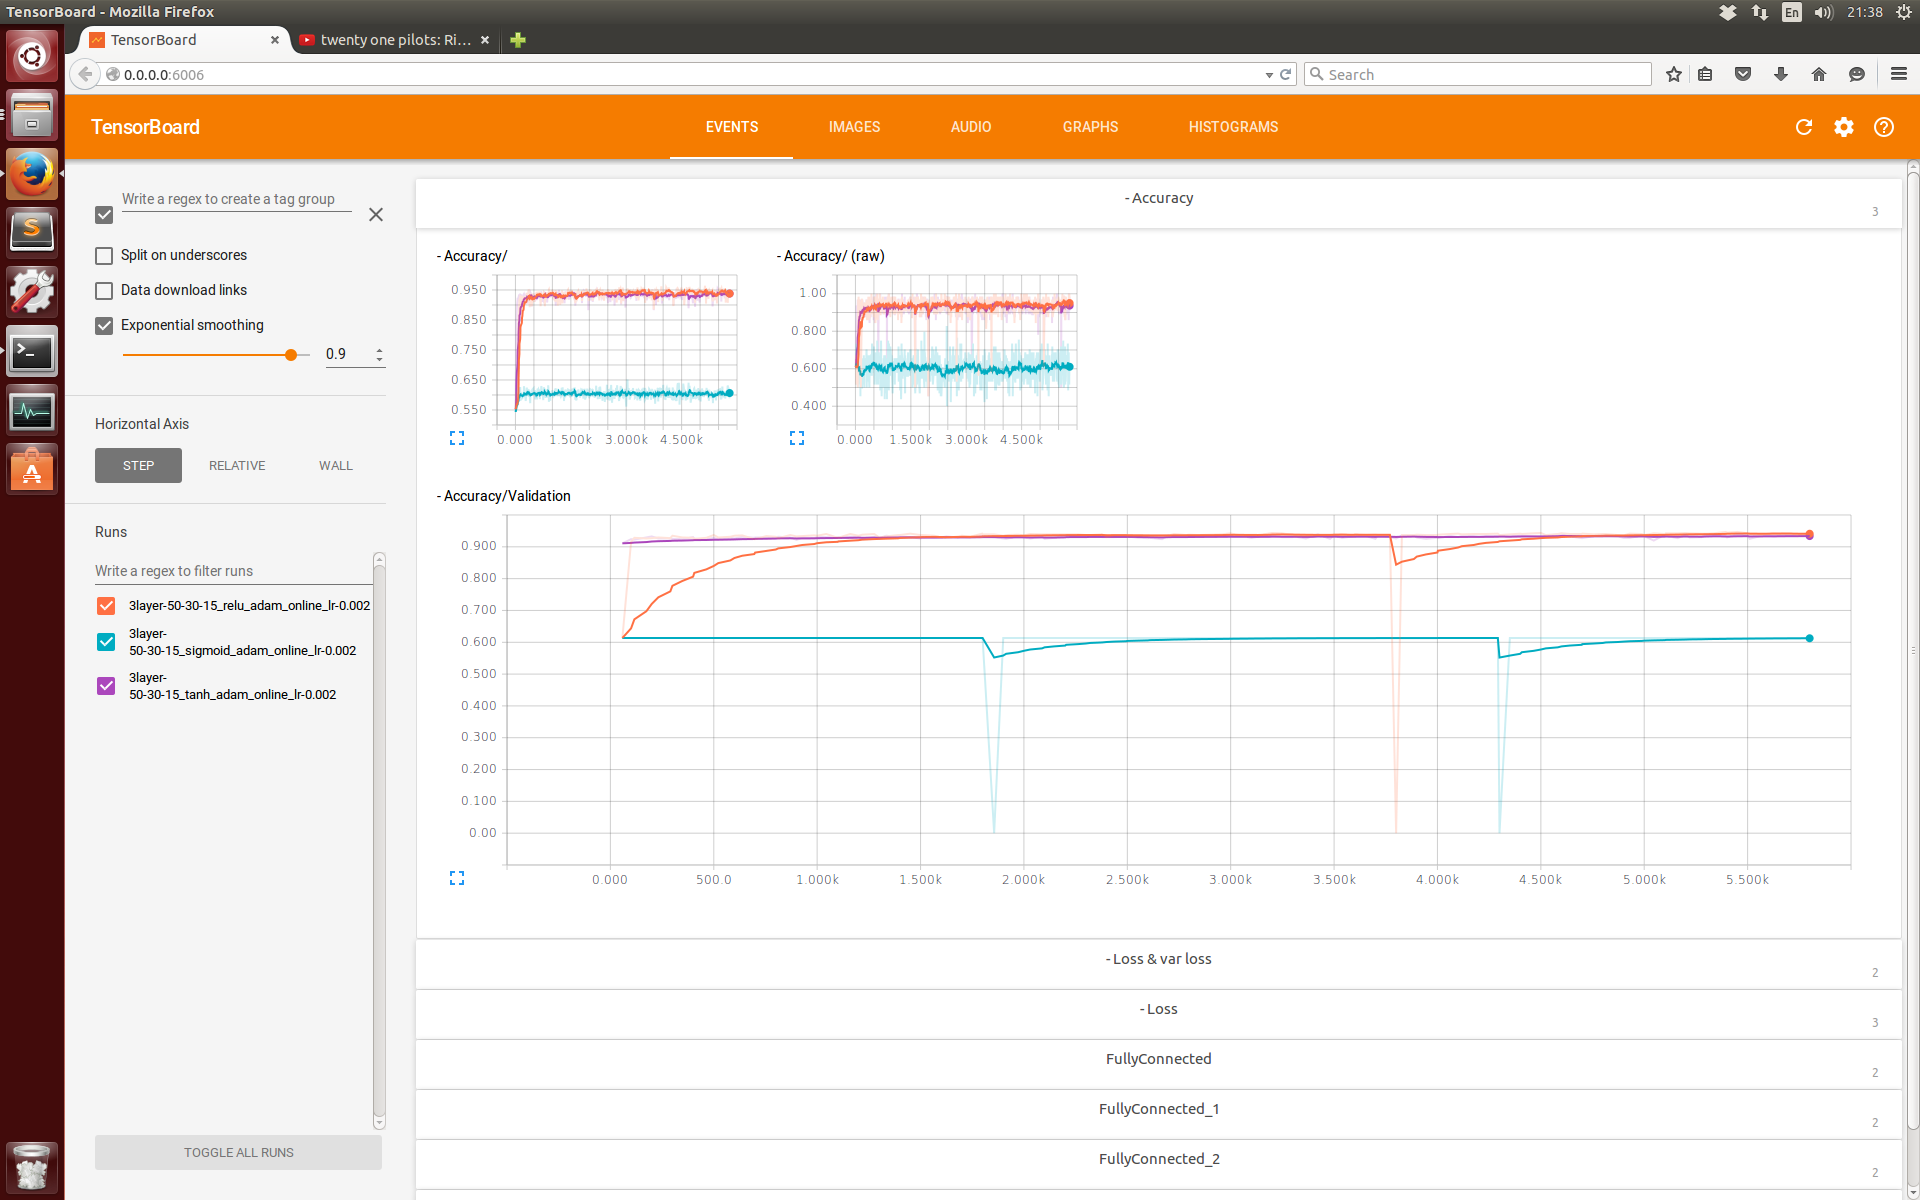 TensorBoard - Mozilla Firefox
En
21:38
TensorBoard
twenty one pilots: Ri...
0.0.0.0:6006
Search
TensorBoard
EVENTS
IMAGES
AUDIO
GRAPHS
HISTOGRAMS
Write a regex to create a tag group
Split on underscores
Data download links
Exponential smoothing
0.9
Horizontal Axis
STEP
RELATIVE
WALL
Runs
Write a regex to filter runs
3layer-50-30-15_relu_adam_online_lr-0.002
3layer-
50-30-15_sigmoid_adam_online_lr-0.002
3layer-
50-30-15_tanh_adam_online_lr-0.002
TOGGLE ALL RUNS
- Accuracy
3
- Accuracy/
0.950
0.850
0.750
0.650
0.550
0.000 1.500k 3.000k 4.500k
- Accuracy/ (raw)
1.00
0.800
0.600
0.400
0.000 1.500k 3.000k 4.500k
- Accuracy/Validation
0.900
0.800
0.700
0.600
0.500
0.400
0.300
0.200
0.100
0.00
0.000 500.0 1.000k 1.500k 2.000k 2.500k 3.000k 3.500k 4.000k 4.500k 5.000k 5.500k
- Loss & var loss
2
- Loss
3
FullyConnected
2
FullyConnected_1
2
FullyConnected_2
2